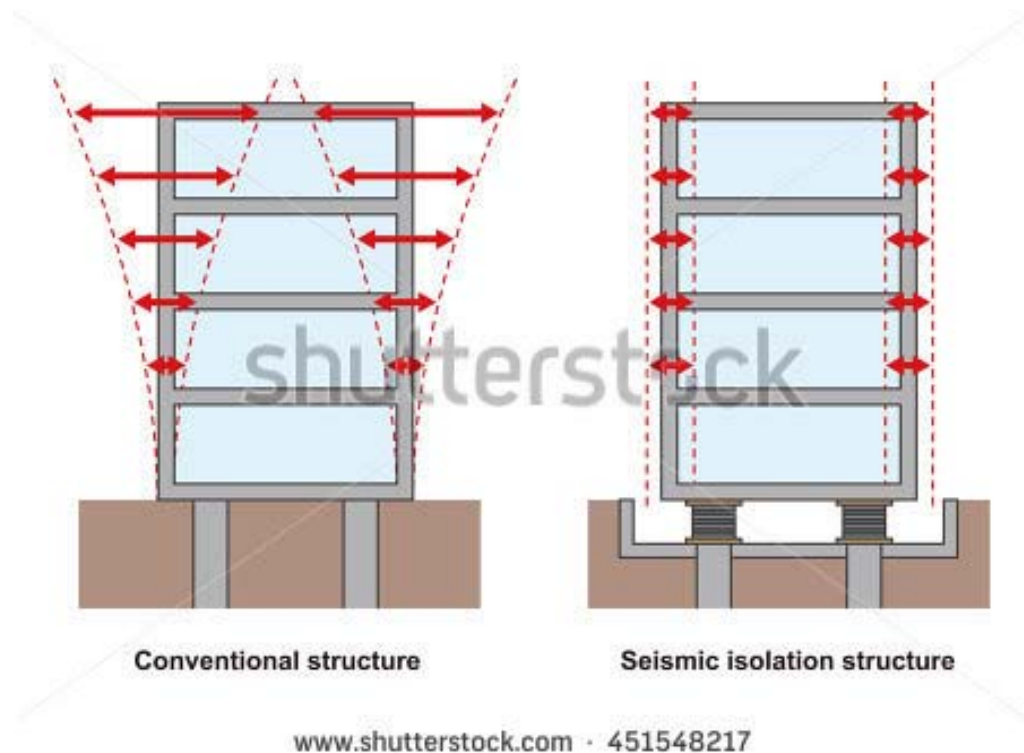 shutterstock
Conventional structure
Seismic isolation structure
www.shutterstock.com · 451548217